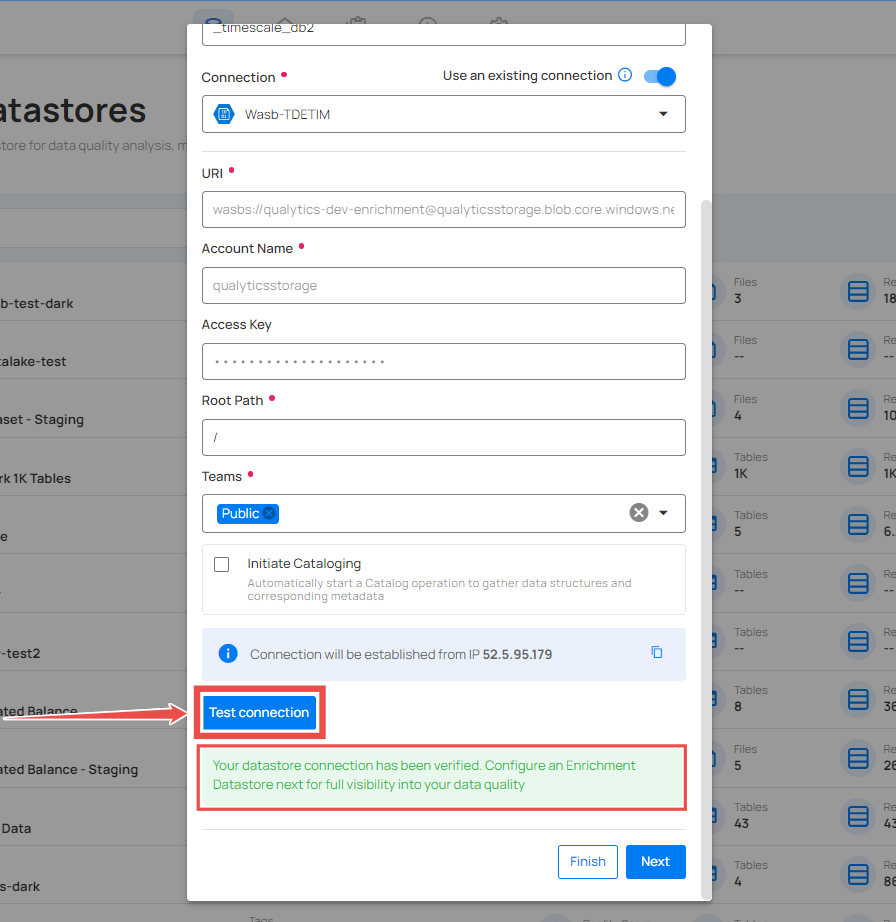 _timescale_db2
Connection
Use an existing connection
Wasb-TDETIM
atastores
tore for data quality analysis, m
URI
wasbs://qualytics-dev-enrichment@qualyticsstorage.blob.core.windows.ne
Account Name
qualyticsstorage
Access Key
Root Path
/
Teams
Public
Initiate Cataloging
Automatically start a Catalog operation to gather data structures and
corresponding metadata
Connection will be established from IP 52.5.95.179
Test connection
Your datastore connection has been verified. Configure an Enrichment
Datastore next for full visibility into your data quality
Finish
Next
b-test-dark
Files
3
Re
18
talake-test
Files
--
Re
--
aset - Staging
Files
4
Re
10
rk 1K Tables
Tables
1K
Re
1K
e
Tables
5
Re
6.
Tables
--
Re
--
-test2
Tables
--
Re
--
ated Balance
Tables
8
Re
36
ated Balance - Staging
Files
5
Re
26
Data
Tables
43
Re
43
s-dark
Tables
4
Re
86
Tags